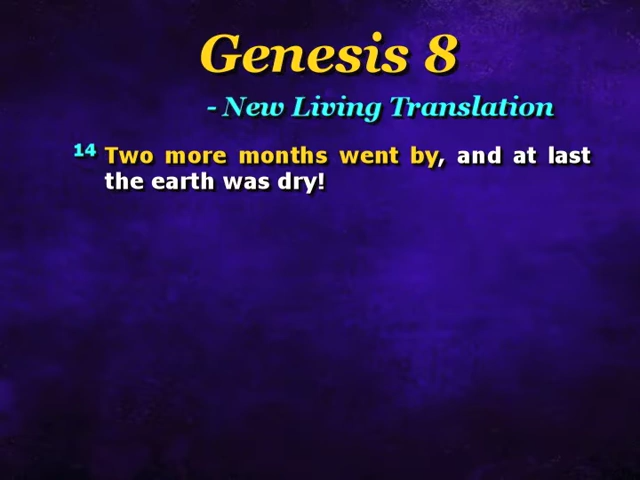 Genesis 8
- New Living Translation
14 Two more months went by, and at last
the earth was dry!